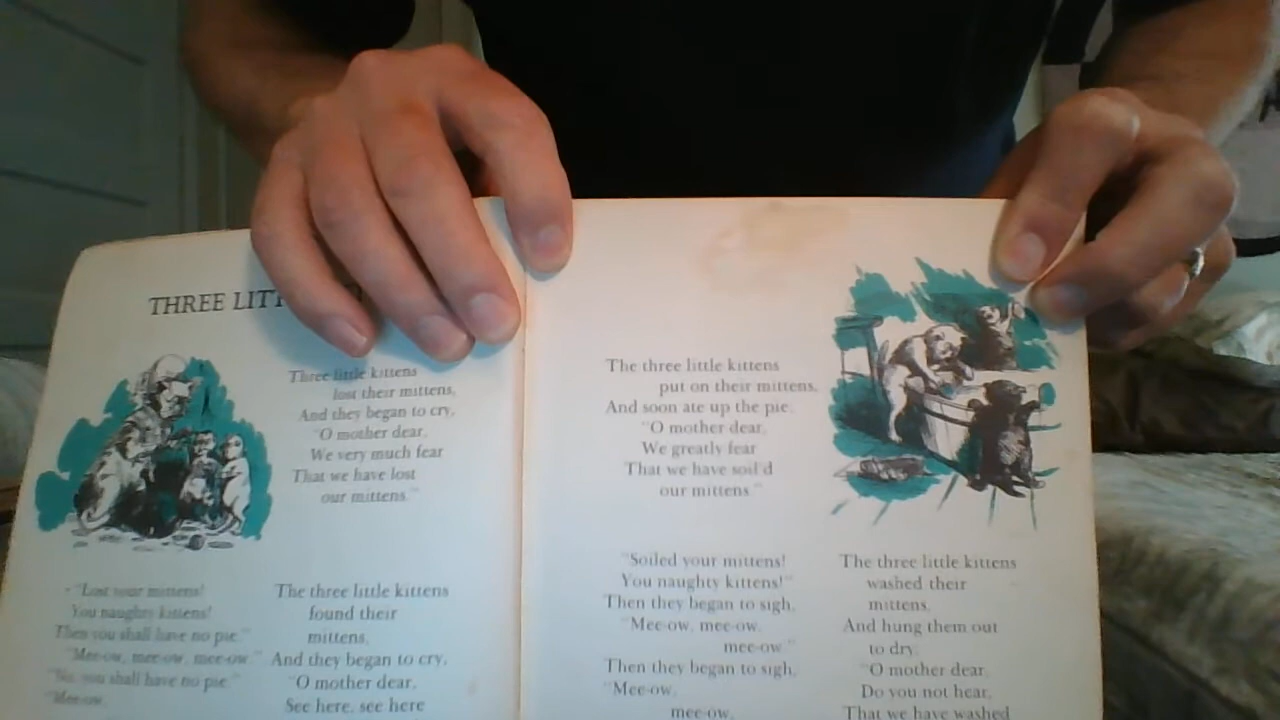 THREE LITT
Three little kittens
lost their mittens,
And they began to cry,
"O mother dear,
We very much fear
That we have lost
our mittens."
"Lost your mittens!
You naughty kittens!
Then you shall have no pie."
"Mee-ow, mee-ow, mee-ow."
"No, you shall have no pie."
"Mee-ow,
The three little kittens
found their
mittens,
And they began to cry,
"O mother dear,
See here, see here
The three little kittens
put on their mittens,
And soon ate up the pie;
"O mother dear,
We greatly fear
That we have soil'd
our mittens."
"Soiled your mittens!
You naughty kittens!"
Then they began to sigh,
"Mee-ow, mee-ow,
mee-ow."
Then they began to sigh,
"Mee-ow,
mee-ow,
The three little kittens
washed their
mittens,
And hung them out
to dry;
"O mother dear,
Do you not hear,
That we have washed